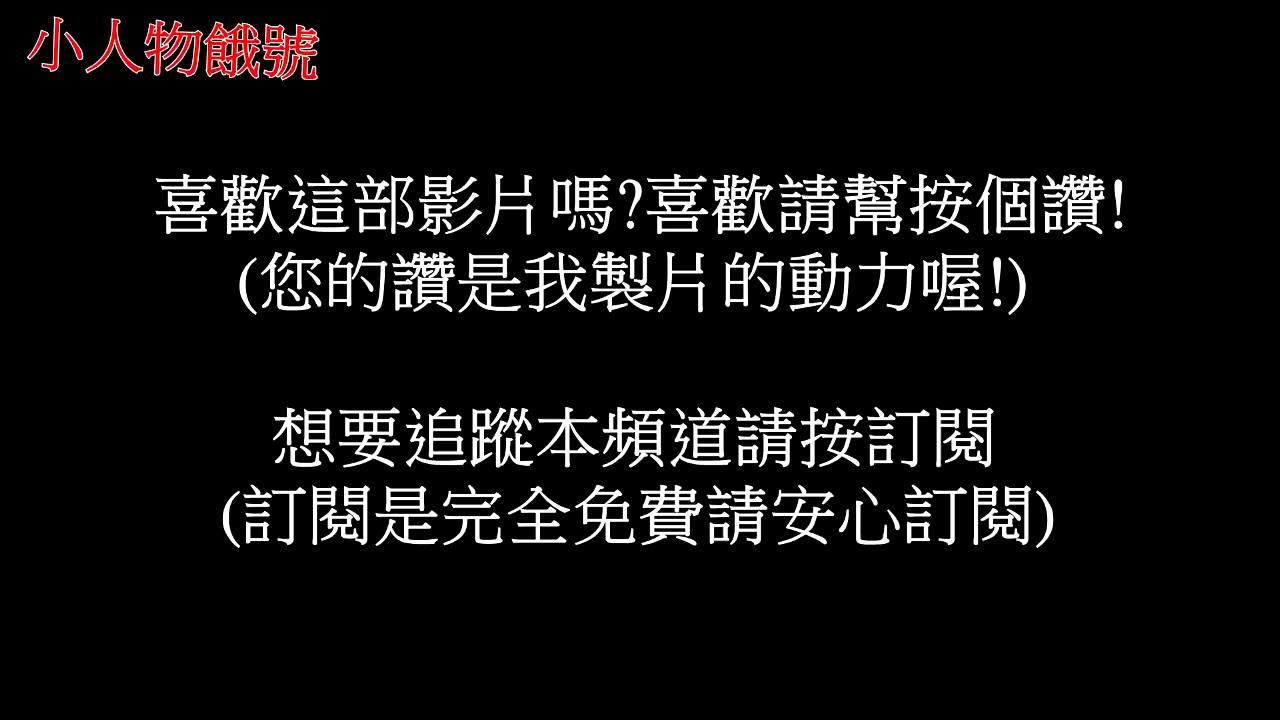 小人物餓號
喜歡這部影片嗎?喜歡請幫按個讚!
(您的讚是我製片的動力喔!)
想要追蹤本頻道請按訂閱
(訂閱是完全免費請安心訂閱)